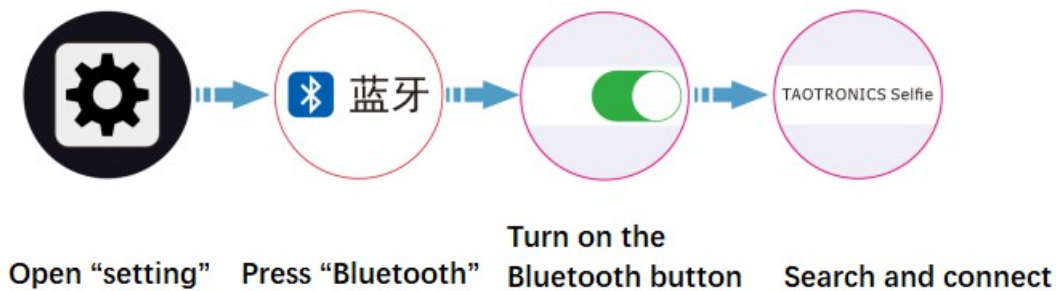 蓝牙
TAOTRONICS Selfie
Open “setting”
Press “Bluetooth”
Turn on the
Bluetooth button
Search and connect